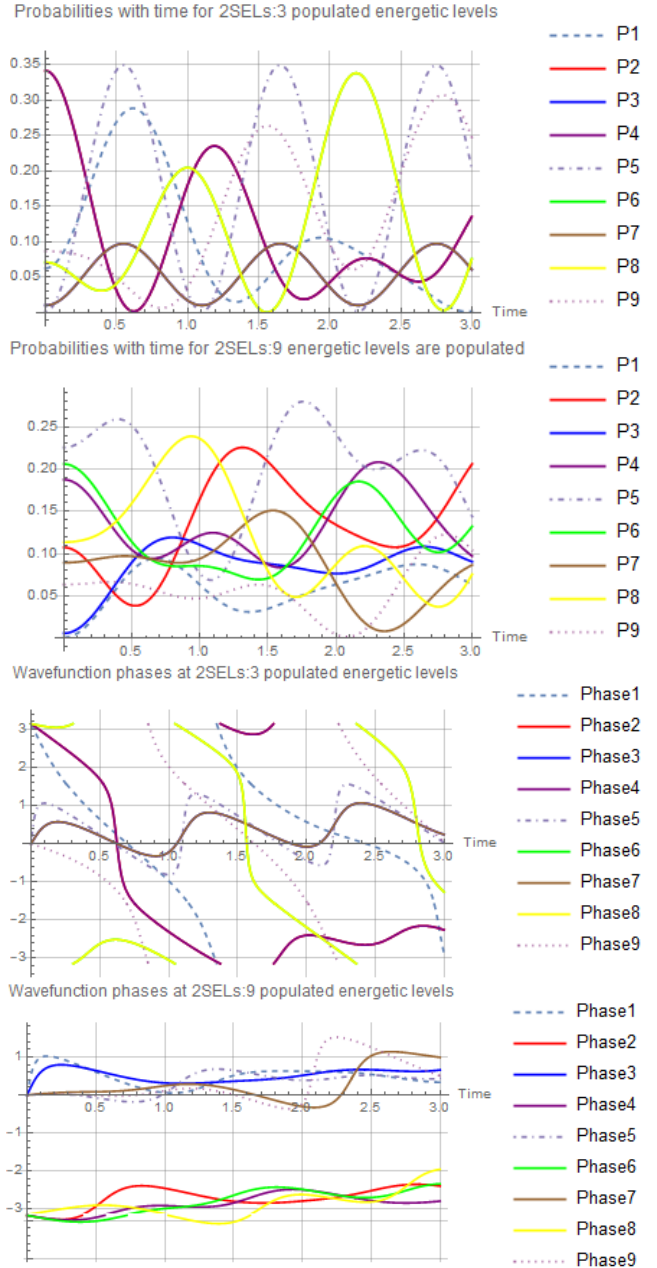 Probabilities with time for 2SELs:3 populated energetic levels
P1
P2
P3
P4
P5
P6
P7
P8
P9
0.35
0.30
0.25
0.20
0.15
0.10
0.05
0.5 1.0 1.5 2.0 2.5 3.0 Time
Probabilities with time for 2SELs:9 energetic levels are populated
P1
P2
P3
P4
P5
P6
P7
P8
P9
0.25
0.20
0.15
0.10
0.05
0.5 1.0 1.5 2.0 2.5 3.0 Time
Wavefunction phases at 2SELs:3 populated energetic levels
Phase1
Phase2
Phase3
Phase4
Phase5
Phase6
Phase7
Phase8
Phase9
3
2
1
0.5 1.0 1.5 2.0 2.5 3.0 Time
-1
-2
-3
Wavefunction phases at 2SELs:9 populated energetic levels
Phase1
Phase2
Phase3
Phase4
Phase5
Phase6
Phase7
Phase8
Phase9
1
0.5 1.0 1.5 2.0 2.5 3.0 Time
-1
-2
-3